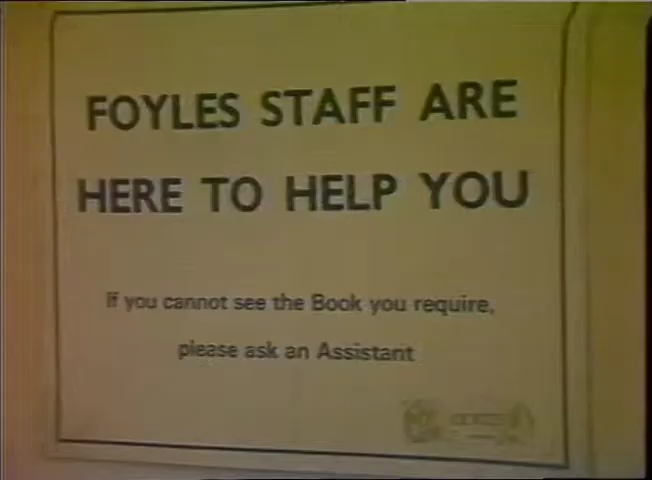 FOYLES STAFF ARE
HERE TO HELP YOU
If you cannot see the Book you require,
please ask an Assistant